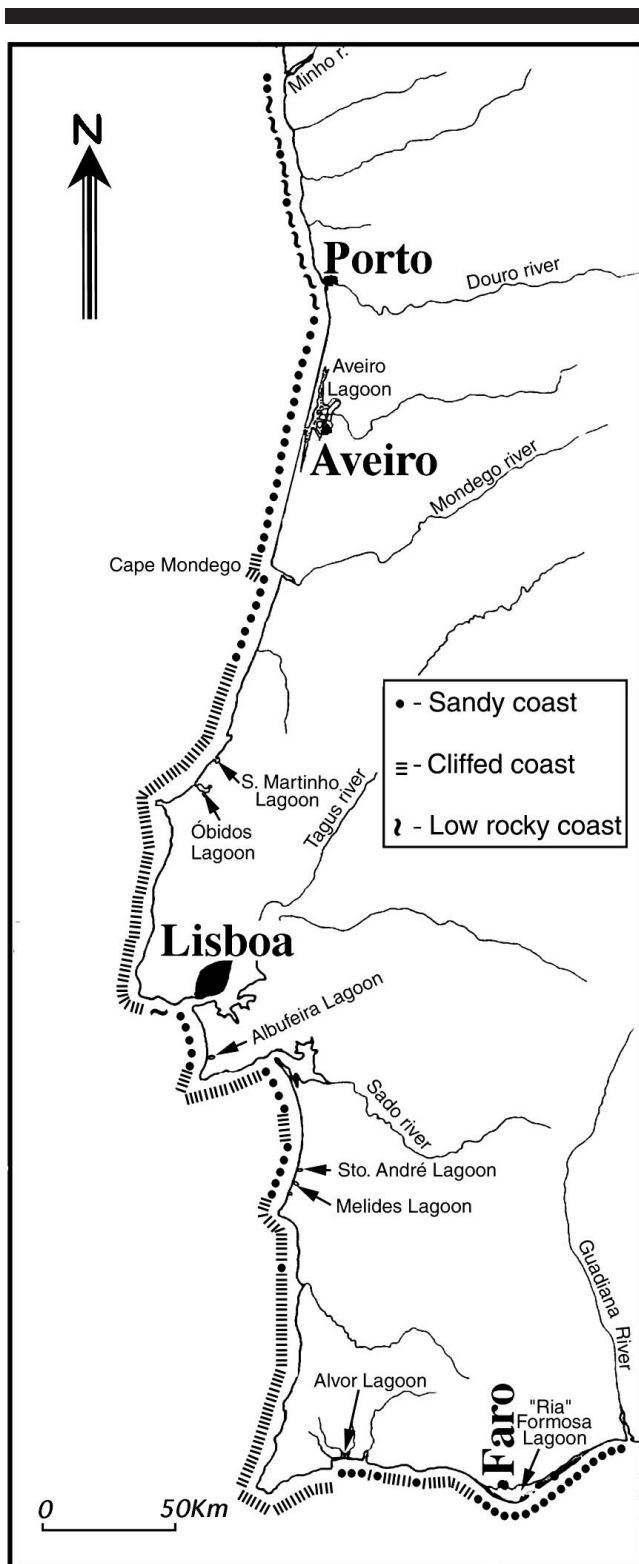 N
Minho r.
Porto
Douro river
Aveiro
Lagoon
Aveiro
Mondego river
Cape Mondego
• - Sandy coast
- Cliffed coast
~ - Low rocky coast
S. Martinho
Lagoon
Óbidos
Lagoon
Tagus river
Lisboa
Albufeira Lagoon
Sado river
Sto. André Lagoon
Melides Lagoon
Guadiana River
Alvor Lagoon
Faro
"Ria"
Formosa
Lagoon
0 50Km